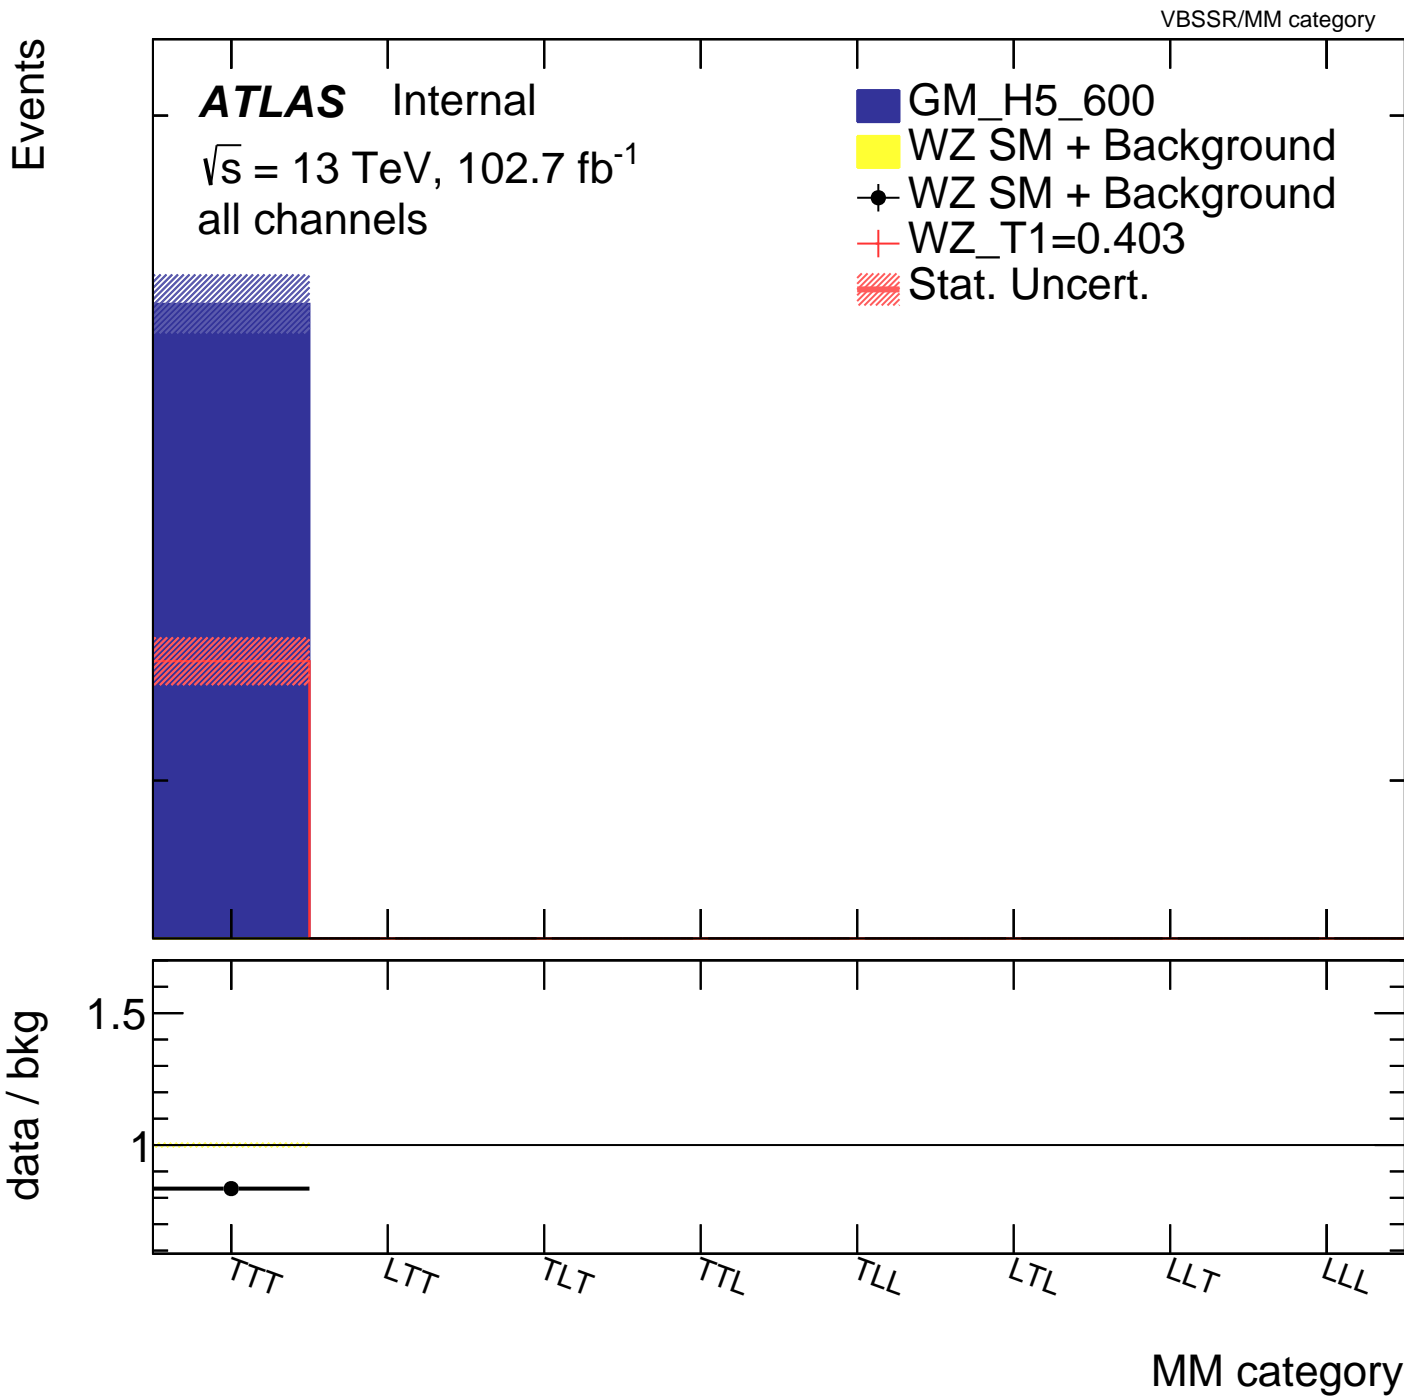 VBSSR/MM category
Events
ATLAS Internal
√s = 13 TeV, 102.7 fb-1
all channels
GM_H5_600
WZ SM + Background
WZ SM + Background
WZ_T1=0.403
Stat. Uncert.
data / bkg
1.5
1
TTT
LTT
TLT
TTL
TLL
LTL
LLT
LLL
MM category